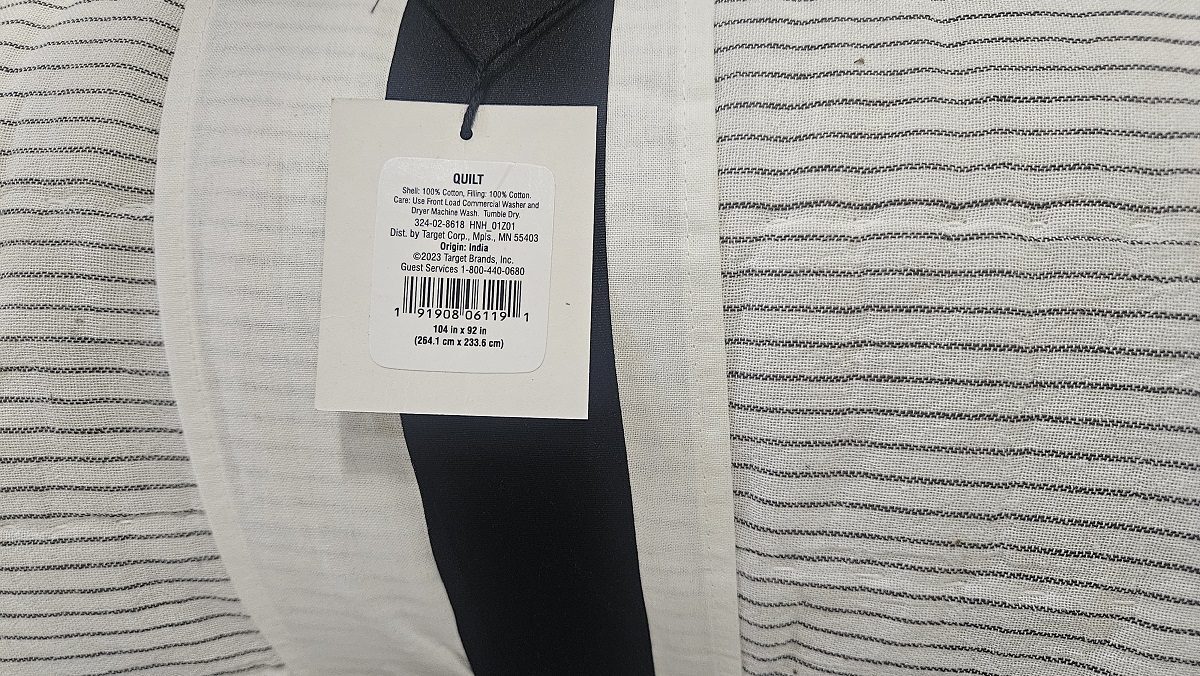 QUILT
Shell: 100% Cotton, Filling: 100% Cotton.
Care: Use Front Load Commercial Washer and
Dryer Machine Wash. Tumble Dry.
324-02-8618 HNH_01Z01
Dist. by Target Corp., Mpls., MN 55403
Origin: India
©2023 Target Brands, Inc.
Guest Services 1-800-440-0680
1 91908 06119 1
104 in x 92 in
(264.1 cm x 233.6 cm)